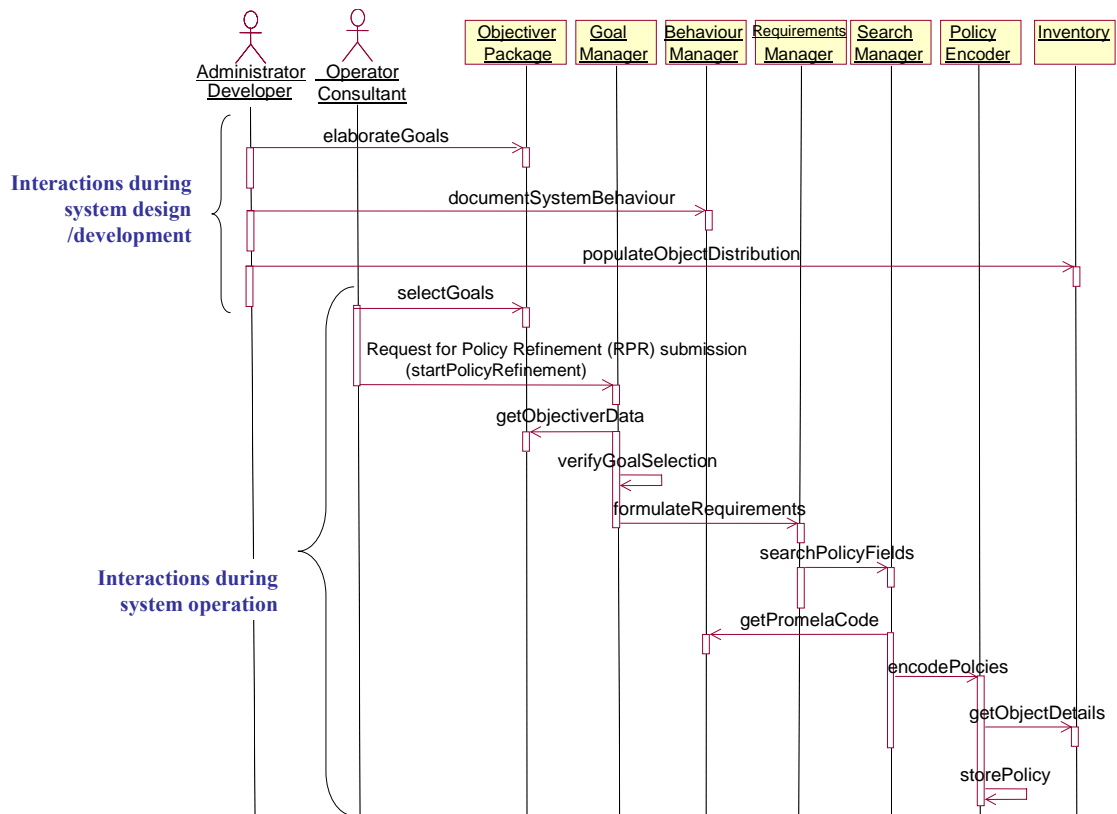 Administrator
Developer
Operator
Consultant
Objectiver
Package
Goal
Manager
Behaviour
Manager
Requirements
Manager
Search
Manager
Policy
Encoder
Inventory
elaborateGoals
Interactions during
system design
/development
documentSystemBehaviour
populateObjectDistribution
selectGoals
Request for Policy Refinement (RPR) submission
(startPolicyRefinement)
getObjectiverData
verifyGoalSelection
formulateRequirements
searchPolicyFields
Interactions during
system operation
getPromelaCode
encodePolcies
getObjectDetails
storePolicy